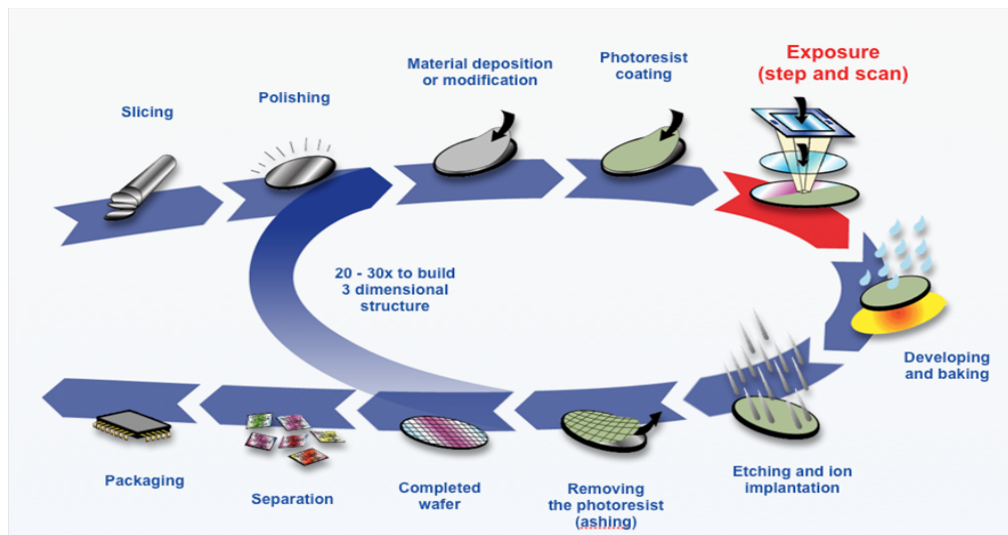 Slicing
Polishing
Material deposition
or modification
Photoresist
coating
Exposure
(step and scan)
20 - 30x to build
3 dimensional
structure
Developing
and baking
Etching and ion
implantation
Removing
the photoresist
(ashing)
Completed
wafer
Separation
Packaging